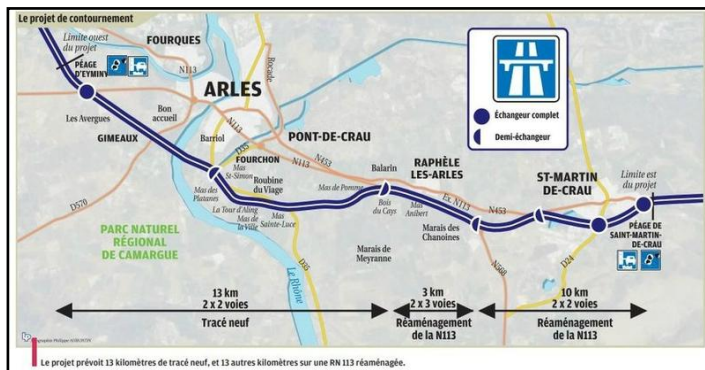 Le projet de contournement
Limite ouest
du projet
FOURQUES
PÉAGE
D'EYMINY
N113
Rocade
ARLES
Les Avergues
Bon
accueil
GIMEAUX
Barriol
N113
D35
PONT-DE-CRAU
FOURCHON
Mas
St-Simon
N113
N453
Roubine
du Viage
Mas des
Platanes
Mas de Pomme
Balarin
RAPHÈLE
LES-ARLES
ST-MARTIN
DE-CRAU
Limite est
du projet
Échangeur complet
Demi-échangeur
D570
La Tour d'Aling
Mas de
la Ville
Mas
Sainte-Luce
Bois
du Cays
Mas
Anibert
Ex. N113
N453
Marais des
Chanoines
PÉAGE DE
SAINT-MARTIN-
DE-CRAU
PARC NATUREL
RÉGIONAL
DE CAMARGUE
Marais de
Meyranne
Le Rhône
D35
N568
D24
13 km
2 x 2 voies
Tracé neuf
3 km
2 x 3 voies
Réaménagement
de la N113
10 km
2 x 2 voies
Réaménagement
de la N113
Le projet prévoit 13 kilomètres de tracé neuf, et 13 autres kilomètres sur une RN 113 réaménagée.